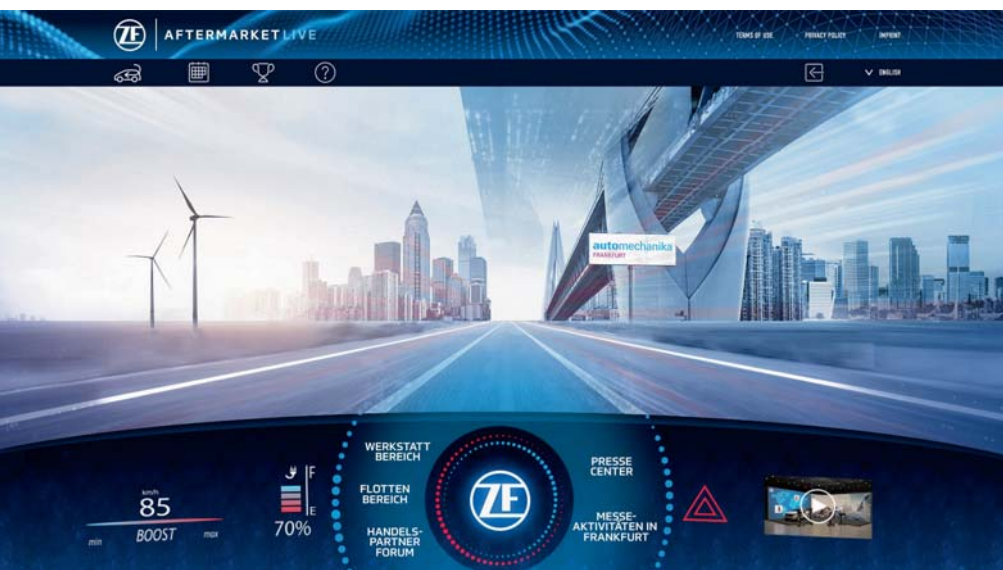 ZF
AFTERMARKETLIVE
TERMS OF USE
PRIVACY POLICY
IMPRINT
?
ENGLISH
automechanika
FRANKFURT
WERKSTATT
BEREICH
FLOTTEN
BEREICH
HANDELS-
PARTNER
FORUM
ZF
PRESSE
CENTER
MESSE-
AKTIVITÄTEN IN
FRANKFURT
km/h
85
min
BOOST
max
F
E
70%